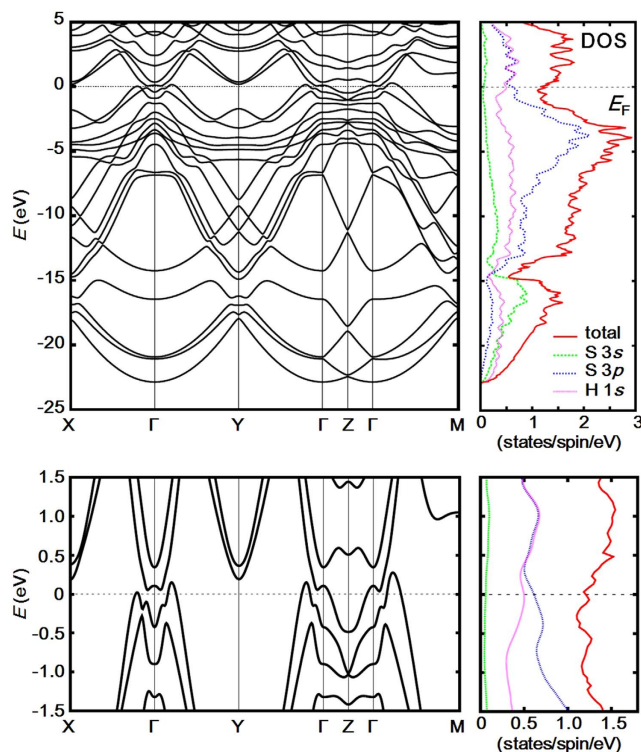 5
0
-5
-10
-15
-20
-25
E (eV)
X Γ Y Γ Z Γ M
DOS
E_F
total
S 3s
S 3p
H 1s
0 1 2 3
(states/spin/eV)
1.5
1.0
0.5
0
-0.5
-1.0
-1.5
E (eV)
X Γ Y Γ Z Γ M
0 0.5 1.0 1.5
(states/spin/eV)